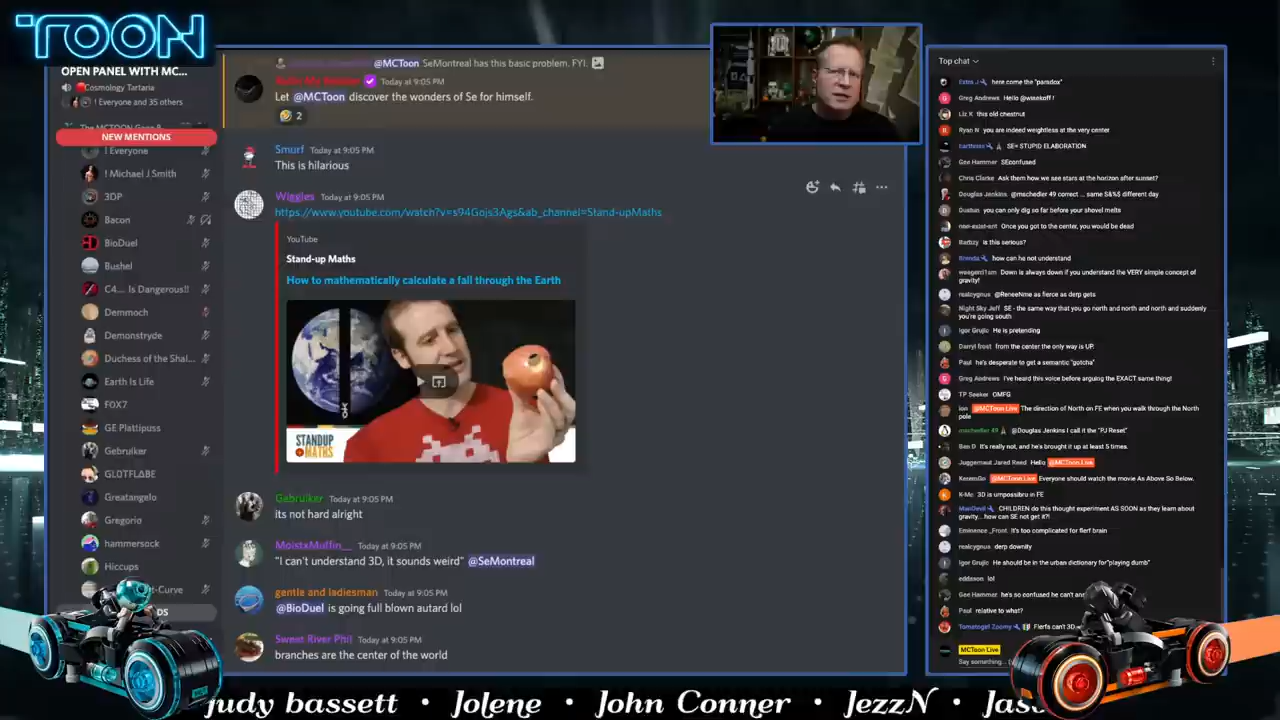 TOON
OPEN PANEL WITH MC...
Cosmology Tartaria
! Everyone and 35 others
NEW MENTIONS
! Everyone
! Michael J Smith
3DP
Bacon
BioDuel
Bushel
C4.... Is Dangerous!!
Demmoch
Demonstryde
Duchess of the Shal...
Earth Is Life
FOX7
GE Plattipuss
Gebruiker
GLOTFLABE
Greatangelo
Gregorio
hammersock
Hiccups
et-Curve
DS
@MCToon SeMontreal has this basic problem. FYI:
Today at 9:05 PM
Let @MCToon discover the wonders of Se for himself.
2
Smurf Today at 9:05 PM
This is hilarious
Wiggles Today at 9:05 PM
https://www.youtube.com/watch?v=s94Gojs3Ags&ab_channel=Stand-upMaths
YouTube
Stand-up Maths
How to mathematically calculate a fall through the Earth
STANDUP
MATHS
Gebruiker Today at 9:05 PM
its not hard alright
MoistxMuffin__ Today at 9:05 PM
"I can't understand 3D, it sounds weird" @SeMontreal
gentle and ladiesman Today at 9:05 PM
@BioDuel is going full blown autard lol
Sweet River Phil Today at 9:05 PM
branches are the center of the world
Top chat
Extra J here come the "paradox"
Greg Andrews Hello @wiankoff !
Liz K this old chestnut
Ryan N you are indeed weightless at the very center
Earthiess SE= STUPID ELABORATION
Gee Hammer SEconfused
Chris Clarke Ask them how we see stars at the horizon after sunset?
Douglas Jenkins @mschedler 49 correct ... same S&%$ different day
Dustin you can only dig so far before your shovel melts
non-exist-ent Once you got to the center, you would be dead
is this serious?
Brenda how can he not understand
weegerrl1am Down is always down if you understand the VERY simple concept of
gravity!
realcygnus @ReneeNme as fierce as derp gets
Night Sky Jeff SE - the same way that you go north and north and north and suddenly
you're going south
Igor Grujic He is pretending
Darryl frost from the center the only way is UP.
Paul he's desperate to get a semantic "gotcha"
Greg Andrews I've heard this voice before arguing the EXACT same thing!
TP Seeker OMFG
Ion @MCToon Live The direction of North on FE when you walk through the North
pole
mschedler 49 @Douglas Jenkins I call it the "PJ Reset"
Ben D It's really not, and he's brought it up at least 5 times.
Juggernaut Jared Reed Hello @MCToon Live
@MCToon Live Everyone should watch the movie As Above So Below.
K-Mc 3D is umpossibru in FE
MaxDevil CHILDREN do this thought experiment AS SOON as they learn about
gravity... how can SE not get it?!
Eminence _Front. It's too complicated for flerf brain
realcygnus derp downity
Igor Grujic He should be in the urban dictionary for"playing dumb"
eddsson lol
Gee Hammer he's so confused he can't
Paul relative to what?
Tomatogel Zoomy Flerfs can't 3D
MCToon Live
Say something...
judy bassett • Jolene • John Conner • JezzN • Jas